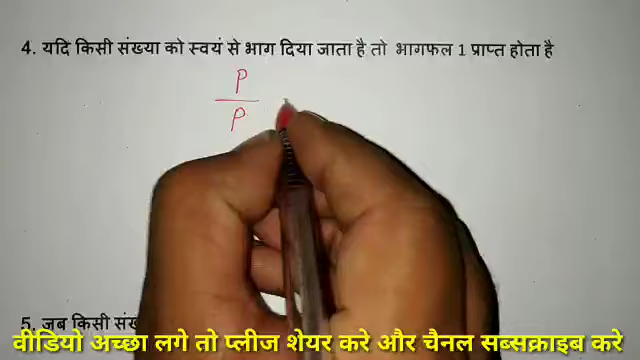 4. यदि किसी संख्या को स्वयं से भाग दिया जाता है तो भागफल 1 प्राप्त होता है
P
P
5. जब किसी
वीडियो अच्छा लगे तो प्लीज शेयर करे और चैनल सब्सक्राइब करे